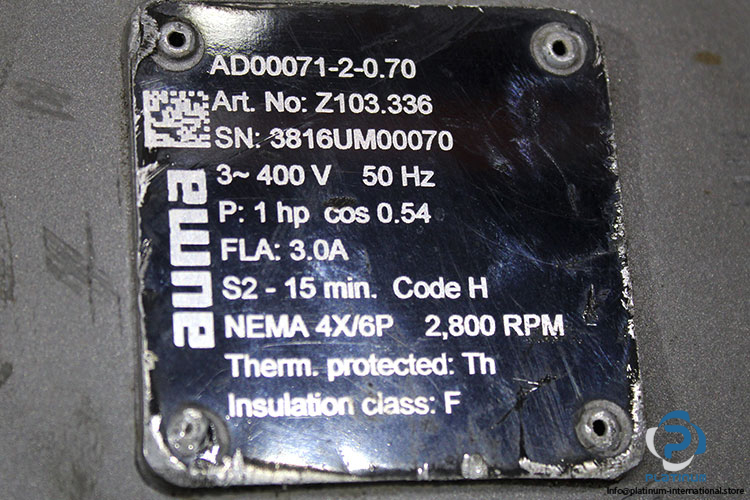 AD00071-2-0.70
Art. No: Z103.336
SN: 3816UM00070
3~ 400 V 50 Hz
P: 1 hp cos 0.54
FLA: 3.0A
S2 - 15 min. Code H
NEMA 4X/6P 2,800 RPM
Therm. protected: Th
Insulation class: F
auma
PLATINUM
info@platinum-international.store